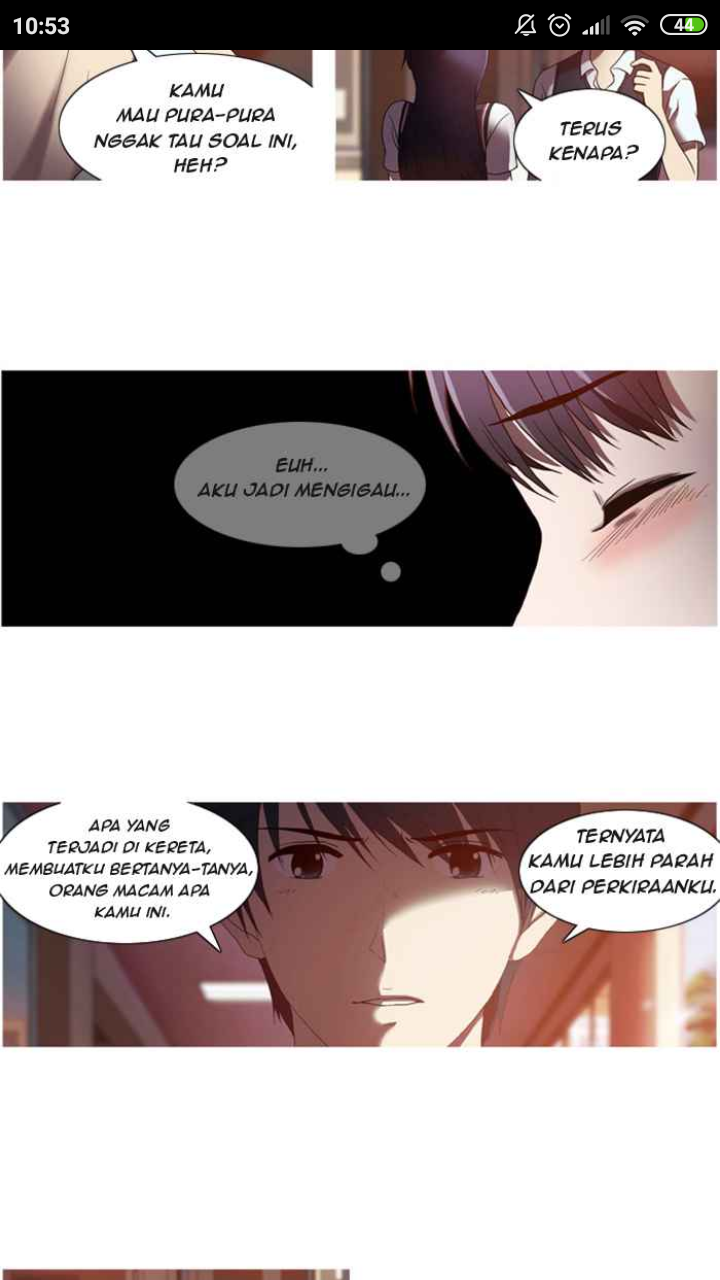 10:53
44
KAMU
MAU PURA-PURA
NGGAK TAU SOAL INI,
HEH?
TERUS
KENAPA?
EUH...
AKU JADI MENGIGAU...
APA YANG
TERJADI DI KERETA,
MEMBUATKU BERTANYA-TANYA,
ORANG MACAM APA
KAMU INI.
TERNYATA
KAMU LEBIH PARAH
DARI PERKIRAANKU.